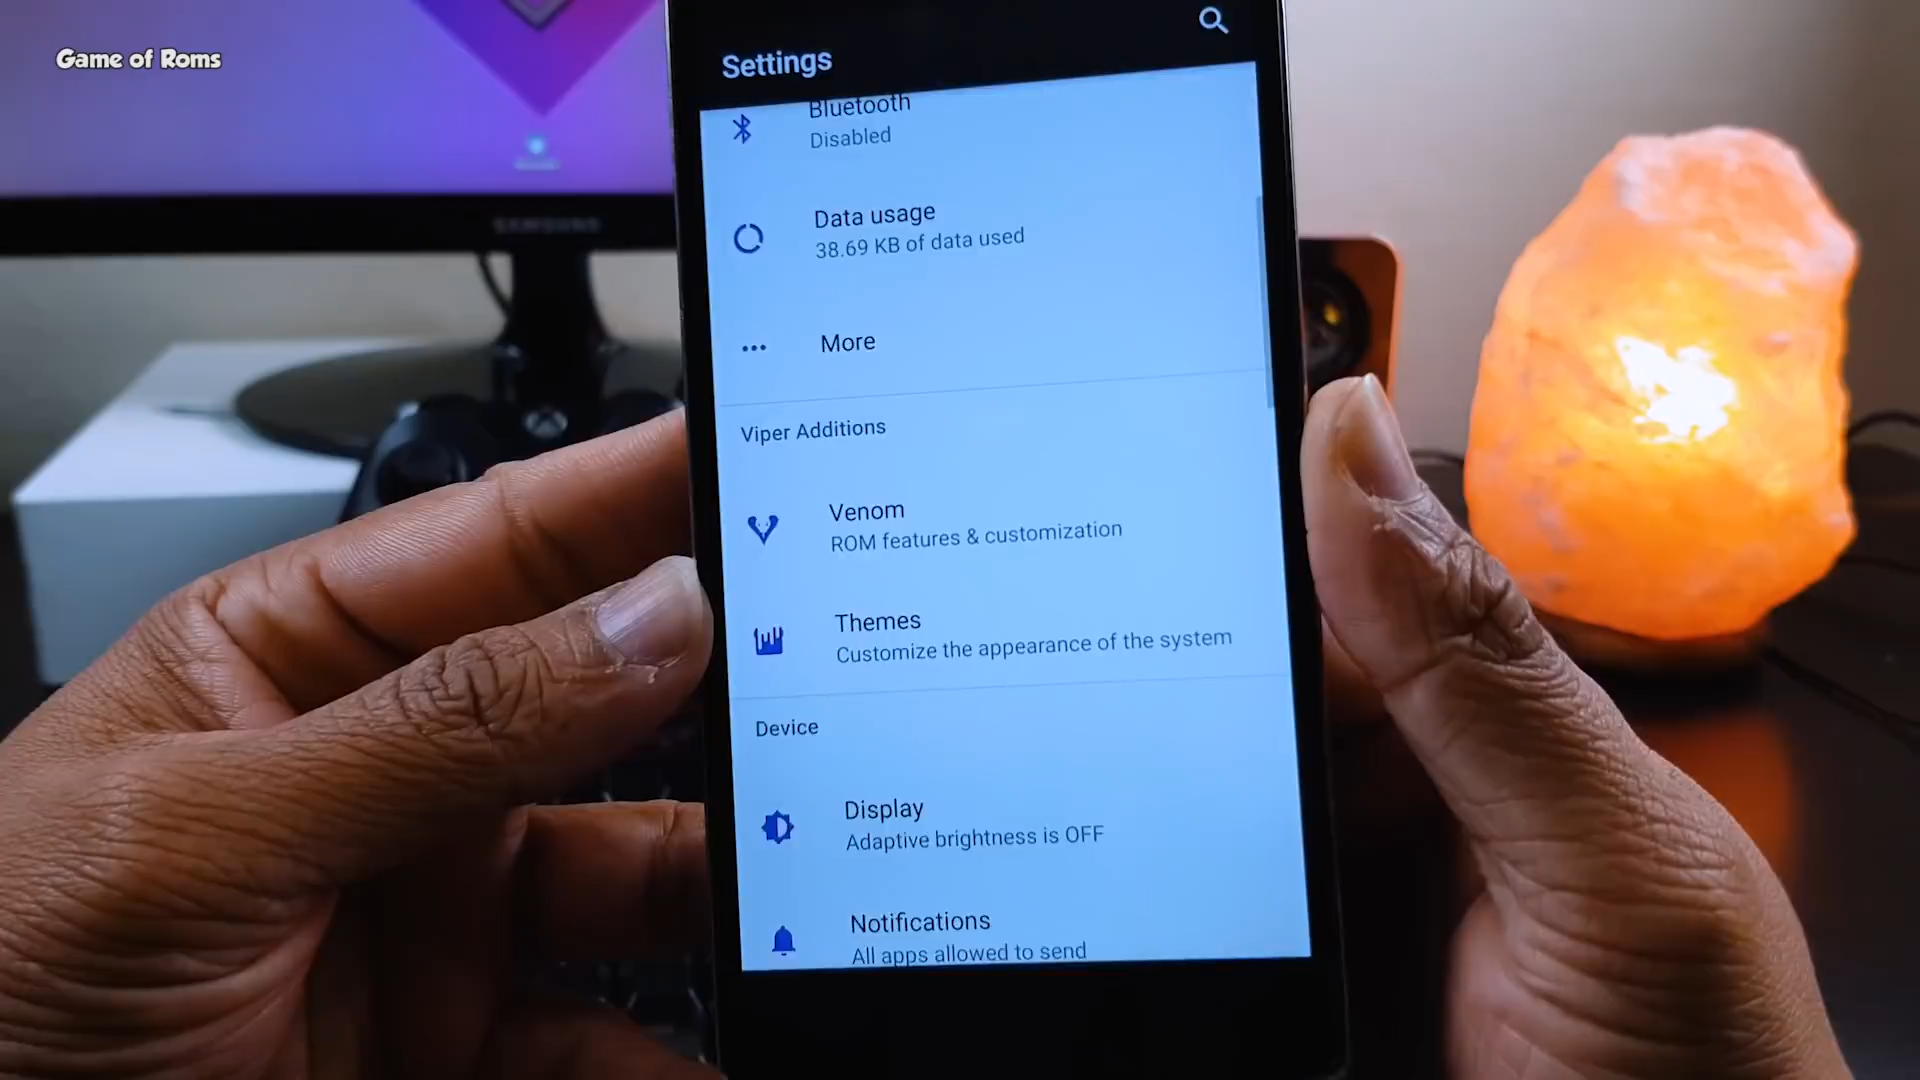 Game of Roms
SAMSUNG
Settings
Bluetooth
Disabled
Data usage
38.69 KB of data used
More
Viper Additions
Venom
ROM features & customization
Themes
Customize the appearance of the system
Device
Display
Adaptive brightness is OFF
Notifications
All apps allowed to send